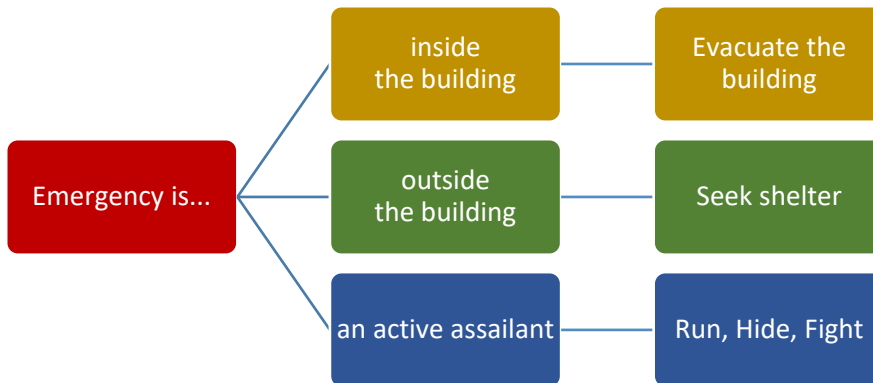 Emergency is...
inside
the building
Evacuate the
building
outside
the building
Seek shelter
an active assailant
Run, Hide, Fight